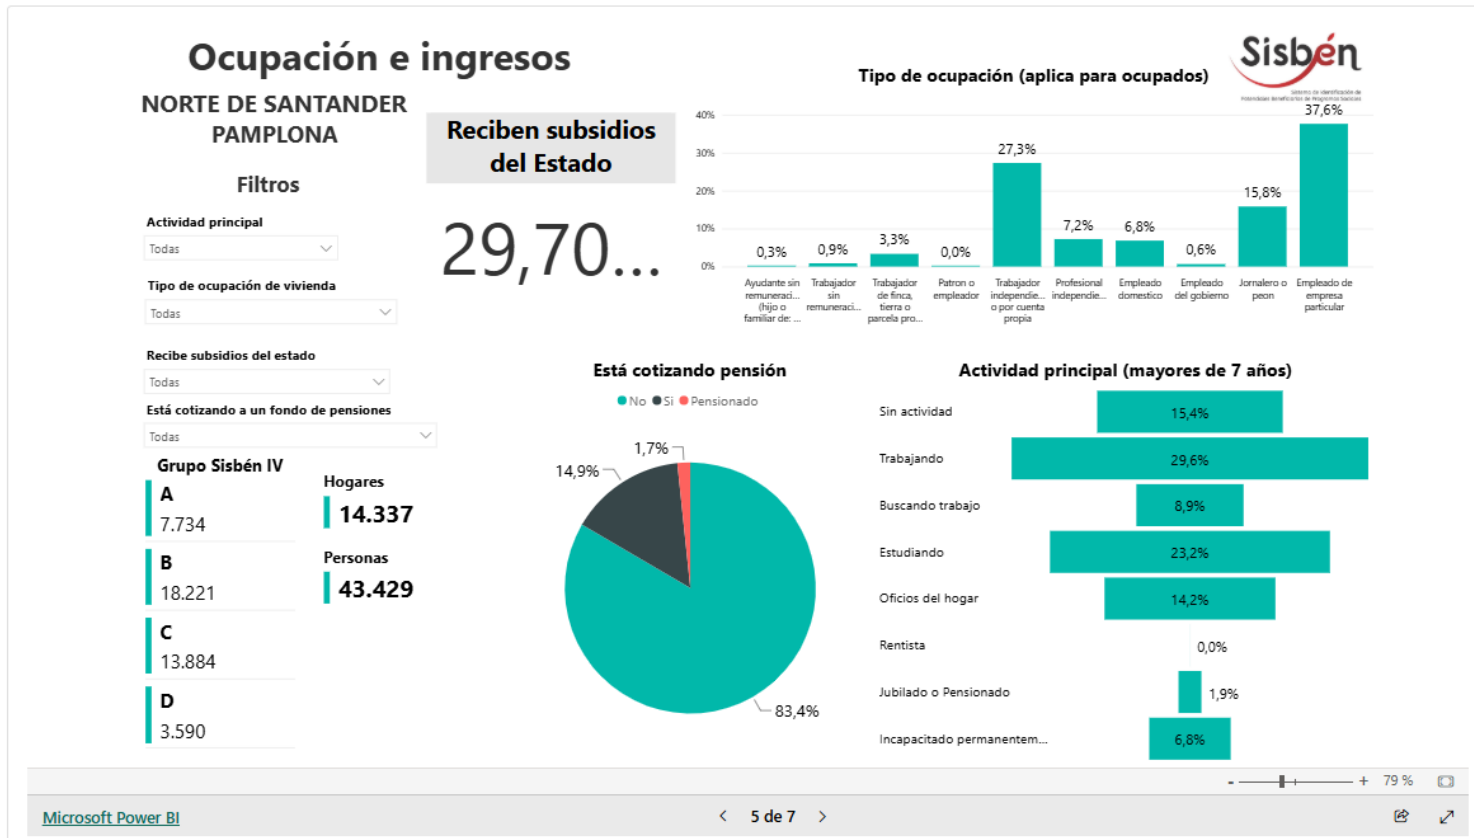 Ocupación e ingresos
NORTE DE SANTANDER
PAMPLONA
Filtros
Actividad principal
Todas
Tipo de ocupación de vivienda
Todas
Recibe subsidios del estado
Todas
Está cotizando a un fondo de pensiones
Todas
Grupo Sisbén IV
A
7.734
B
18.221
C
13.884
D
3.590
Hogares
14.337
Personas
43.429
Reciben subsidios
del Estado
29,70...
Tipo de ocupación (aplica para ocupados)
Sisbén
Sistema de Identificación de
Potenciales Beneficiarios de Programas Sociales
40%
30%
20%
10%
0%
0,3%
0,9%
3,3%
0,0%
27,3%
7,2%
6,8%
0,6%
15,8%
37,6%
Ayudante sin
remuneraci...
(hijo o
familiar de: ...
Trabajador
sin
remuneraci...
Trabajador
de finca,
tierra o
parcela pro...
Patron o
empleador
Trabajador
independie...
o por cuenta
propia
Profesional
independie...
Empleado
domestico
Empleado
del gobierno
Jornalero o
peon
Empleado de
empresa
particular
Está cotizando pensión
No Si Pensionado
1,7%
14,9%
83,4%
Actividad principal (mayores de 7 años)
Sin actividad 15,4%
Trabajando 29,6%
Buscando trabajo 8,9%
Estudiando 23,2%
Oficios del hogar 14,2%
Rentista 0,0%
Jubilado o Pensionado 1,9%
Incapacitado permanentem... 6,8%
- + 79 %
Microsoft Power BI
< 5 de 7 >